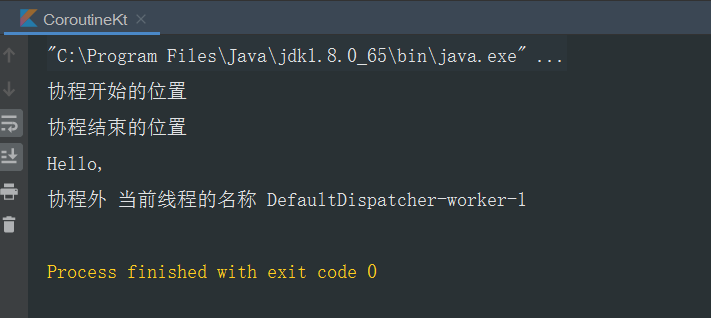 CoroutineKt
"C:\Program Files\Java\jdk1.8.0_65\bin\java.exe" ...
协程开始的位置
协程结束的位置
Hello,
协程外 当前线程的名称 DefaultDispatcher-worker-1
Process finished with exit code 0